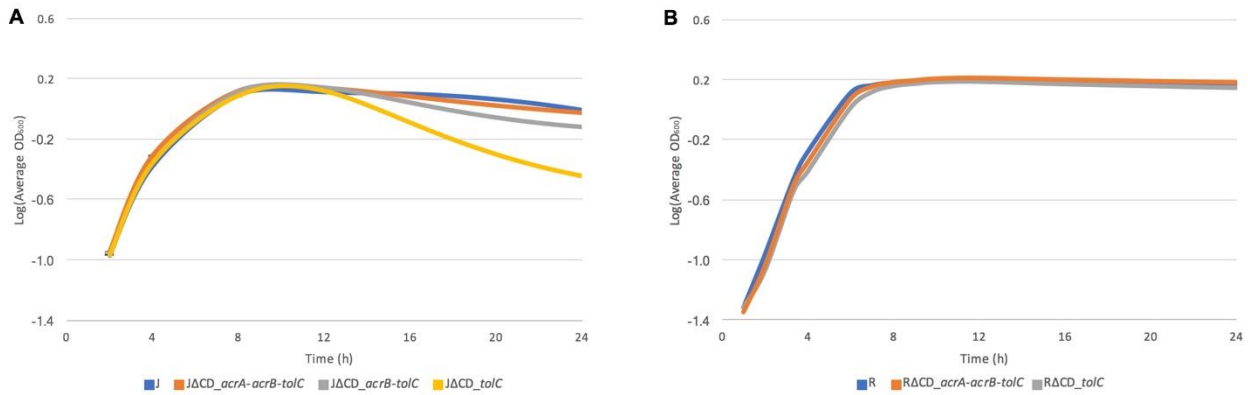 A
Log(Average OD₆₀₀)
0.6
0.2
-0.2
-0.6
-1.0
-1.4
0 4 8 12 16 20 24
Time (h)
J JΔCD_acrA-acrB-tolC JΔCD_acrB-tolC JΔCD_tolC
B
Log(Average OD₆₀₀)
0.6
0.2
-0.2
-0.6
-1.0
-1.4
0 4 8 12 16 20 24
Time (h)
R RΔCD_acrA-acrB-tolC RΔCD_tolC